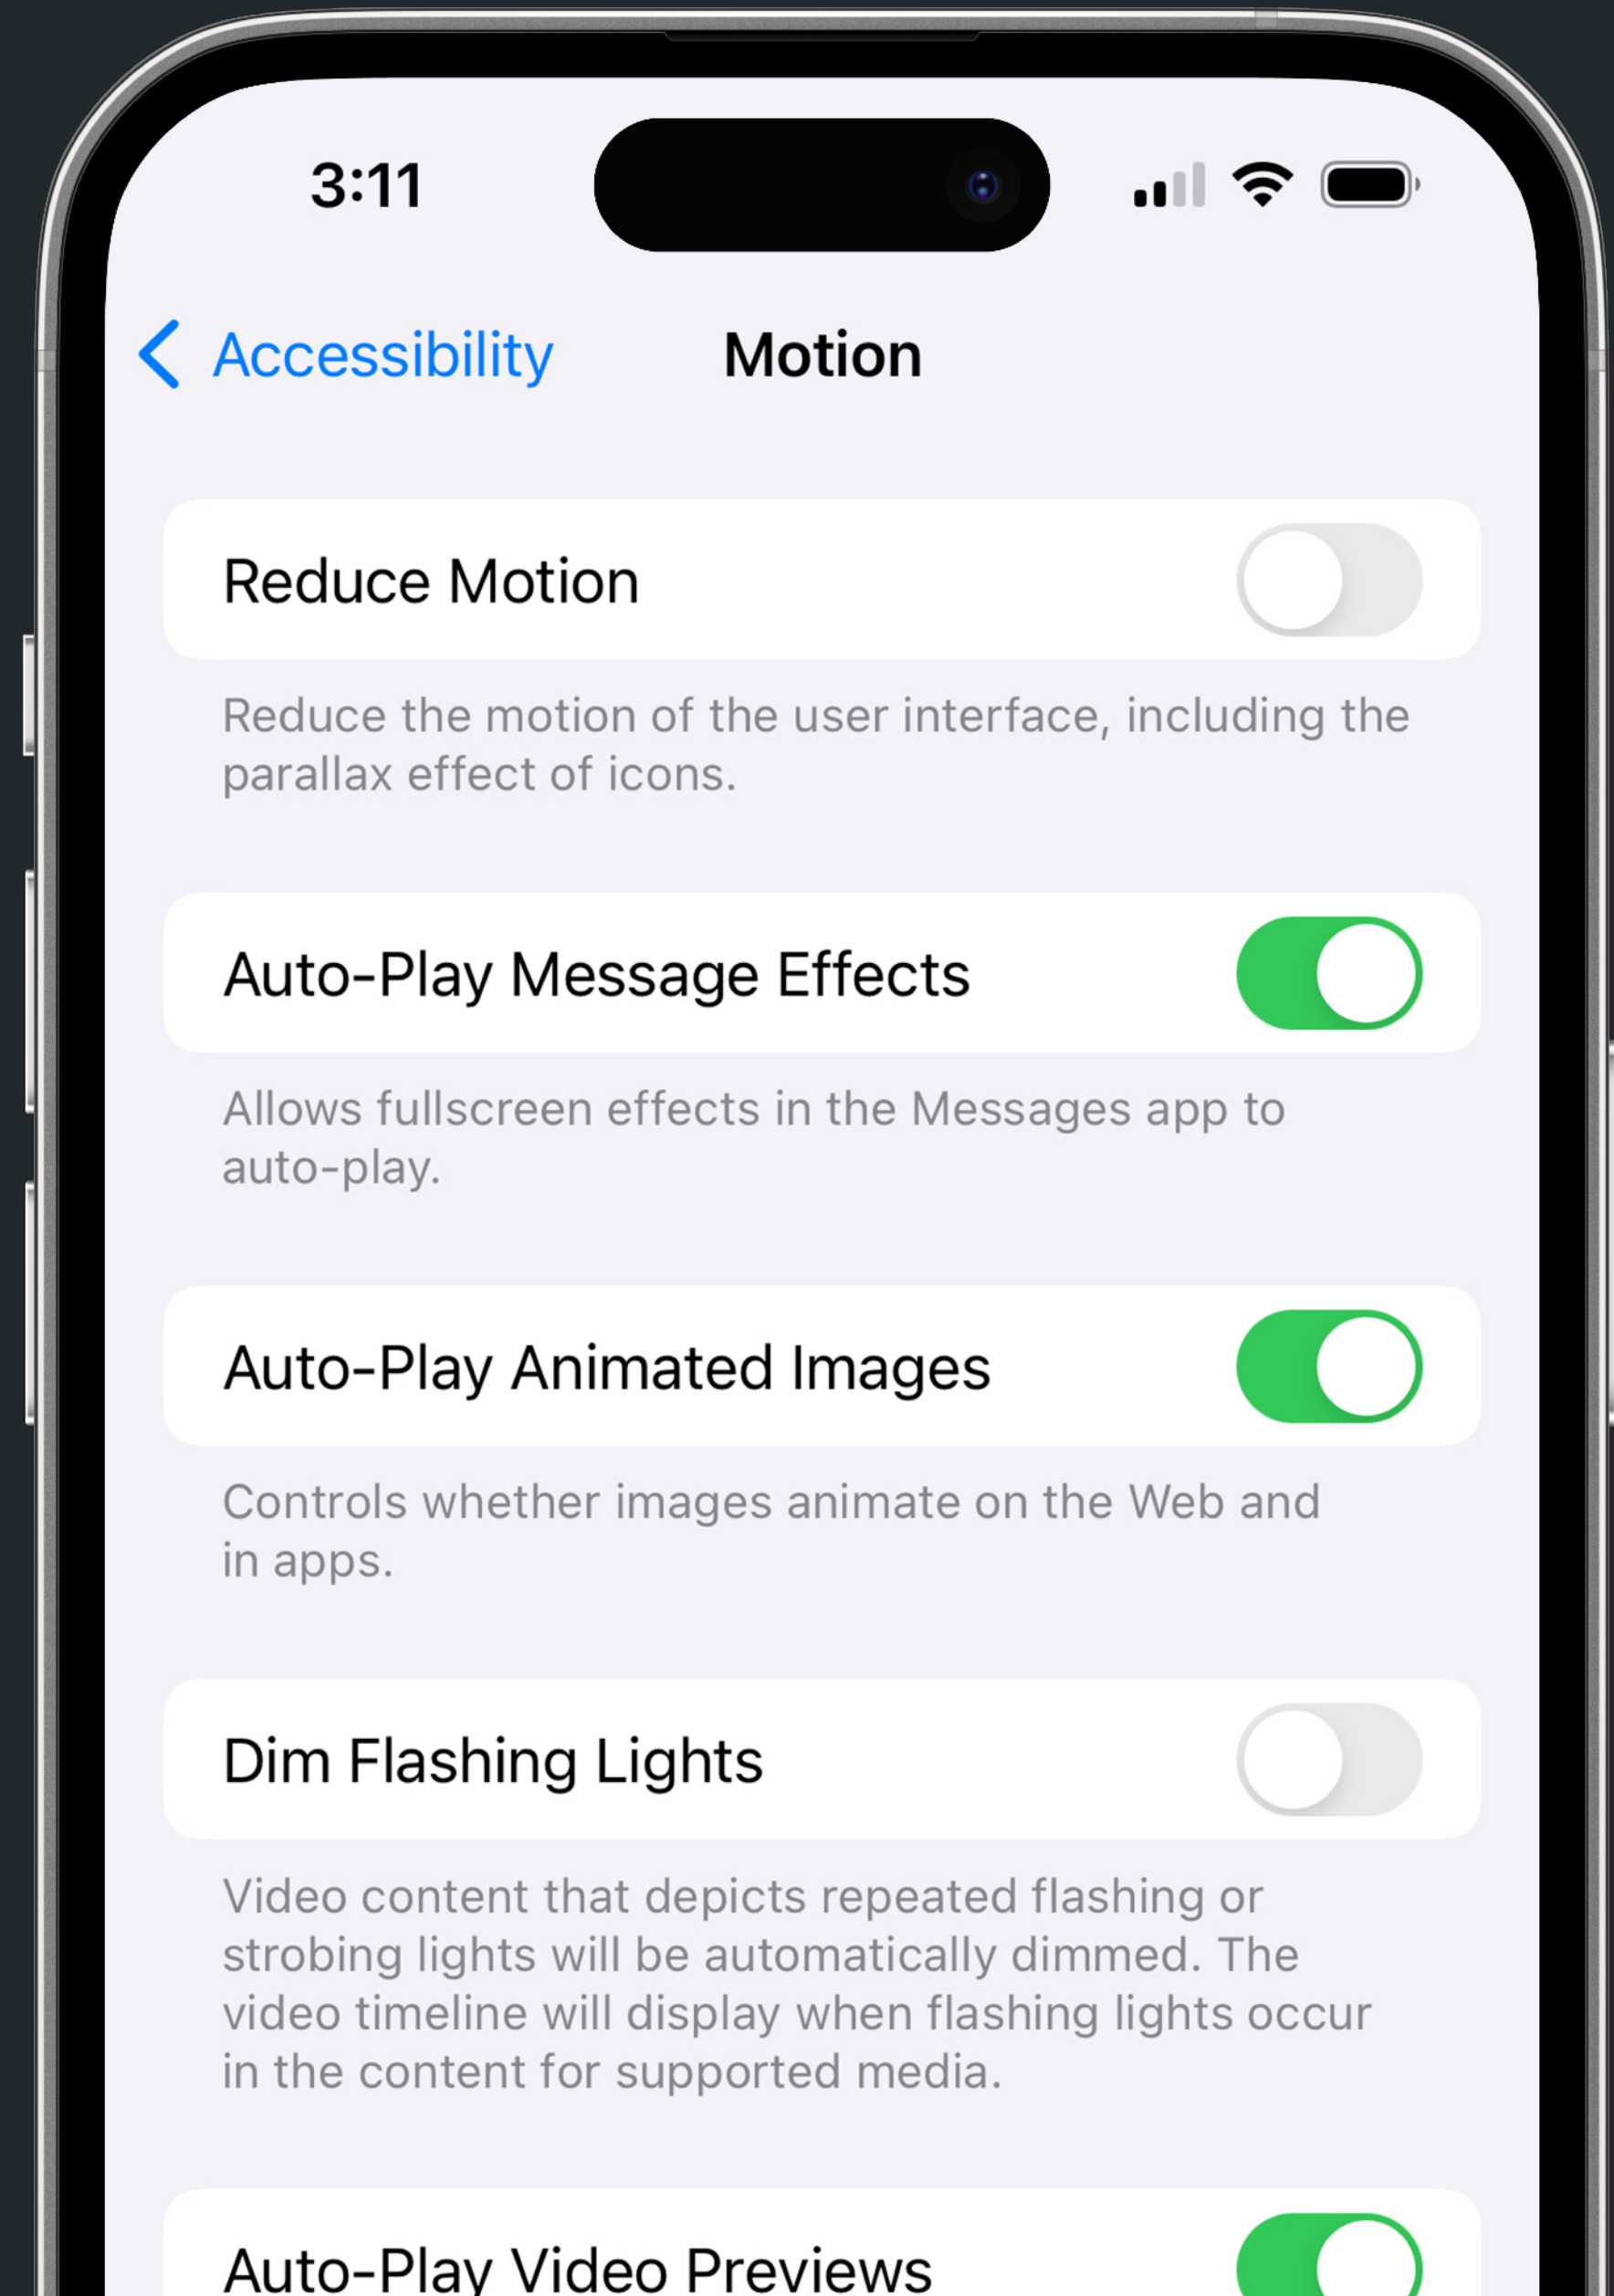 3:11
Accessibility
Motion
Reduce Motion
Reduce the motion of the user interface, including the
parallax effect of icons.
Auto-Play Message Effects
Allows fullscreen effects in the Messages app to
auto-play.
Auto-Play Animated Images
Controls whether images animate on the Web and
in apps.
Dim Flashing Lights
Video content that depicts repeated flashing or
strobing lights will be automatically dimmed. The
video timeline will display when flashing lights occur
in the content for supported media.
Auto-Play Video Previews